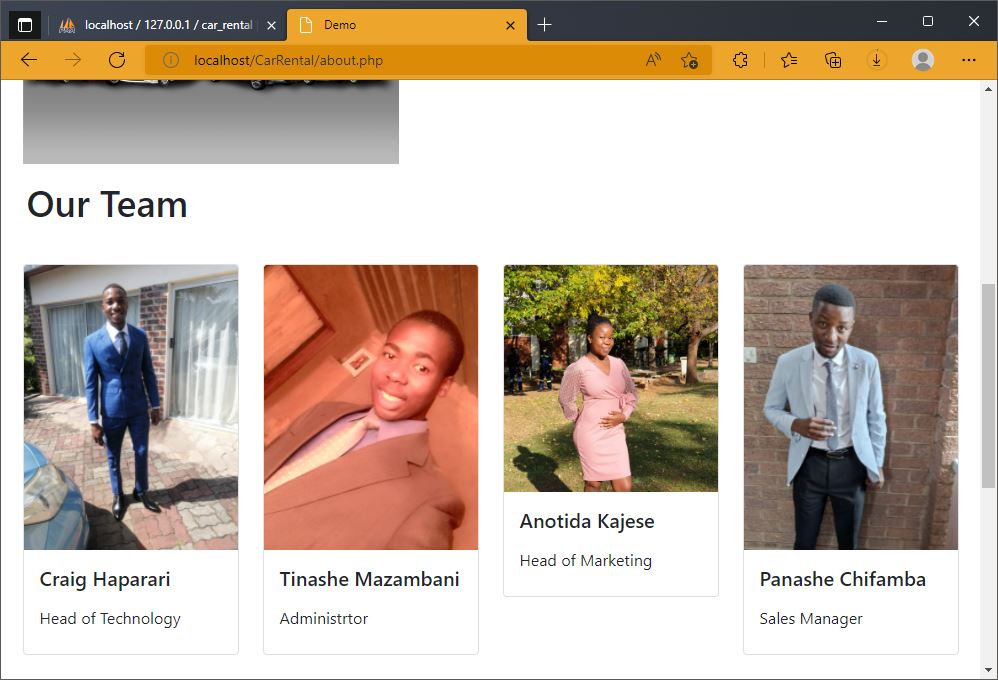 localhost / 127.0.0.1 / car_rental
Demo
localhost/CarRental/about.php
Our Team
Craig Haparari
Head of Technology
Tinashe Mazambani
Administrtor
Anotida Kajese
Head of Marketing
Panashe Chifamba
Sales Manager